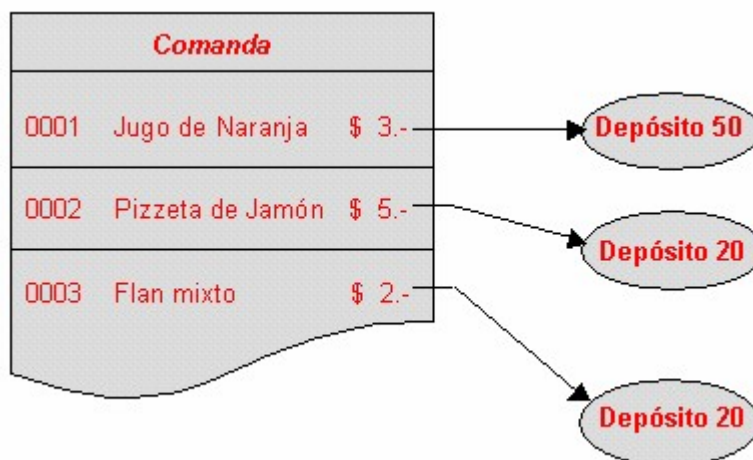 Comanda
0001 Jugo de Naranja $ 3.-
Depósito 50
0002 Pizzeta de Jamón $ 5.-
Depósito 20
0003 Flan mixto $ 2.-
Depósito 20